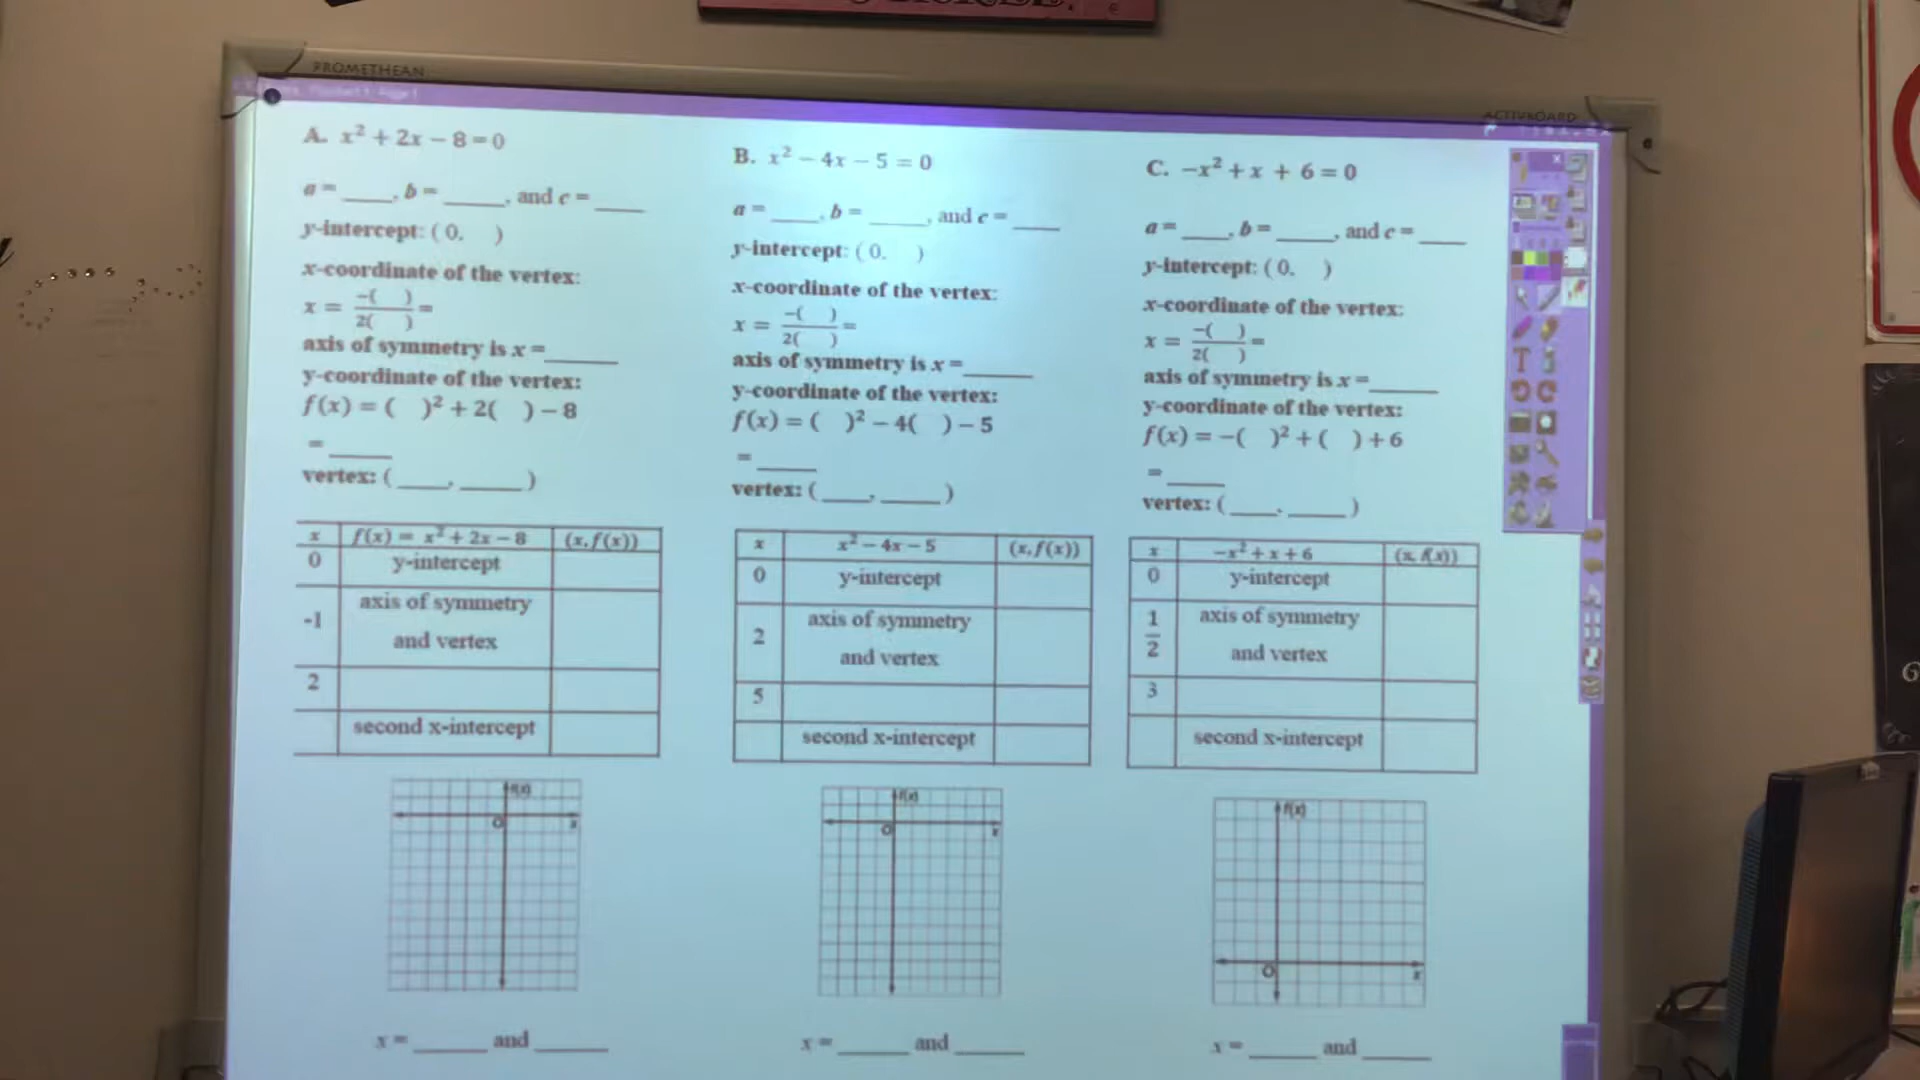 PROMETHEAN
ACTIVBOARD
A. x² + 2x − 8 = 0
a = ____, b = ____, and c = ____
y-intercept: ( 0,   )
x-coordinate of the vertex:
x = −(   )/2(   ) =
axis of symmetry is x = ____
y-coordinate of the vertex:
f(x) = (   )² + 2(   ) − 8
= ____
vertex: ( ____, ____ )
x f(x) = x² + 2x − 8 (x, f(x))
0 y-intercept
-1 axis of symmetry
and vertex
2
second x-intercept
f(x)
O x
x = ____ and ____
B. x² − 4x − 5 = 0
a = ____, b = ____, and c = ____
y-intercept: ( 0,   )
x-coordinate of the vertex:
x = −(   )/2(   ) =
axis of symmetry is x = ____
y-coordinate of the vertex:
f(x) = (   )² − 4(   ) − 5
= ____
vertex: ( ____, ____ )
x x² − 4x − 5 (x, f(x))
0 y-intercept
2 axis of symmetry
and vertex
5
second x-intercept
f(x)
O x
x = ____ and ____
C. −x² + x + 6 = 0
a = ____, b = ____, and c = ____
y-intercept: ( 0,   )
x-coordinate of the vertex:
x = −(   )/2(   ) =
axis of symmetry is x = ____
y-coordinate of the vertex:
f(x) = −(   )² + (   ) + 6
= ____
vertex: ( ____, ____ )
x −x² + x + 6 (x, f(x))
0 y-intercept
1/2 axis of symmetry
and vertex
3
second x-intercept
f(x)
O x
x = ____ and ____
T